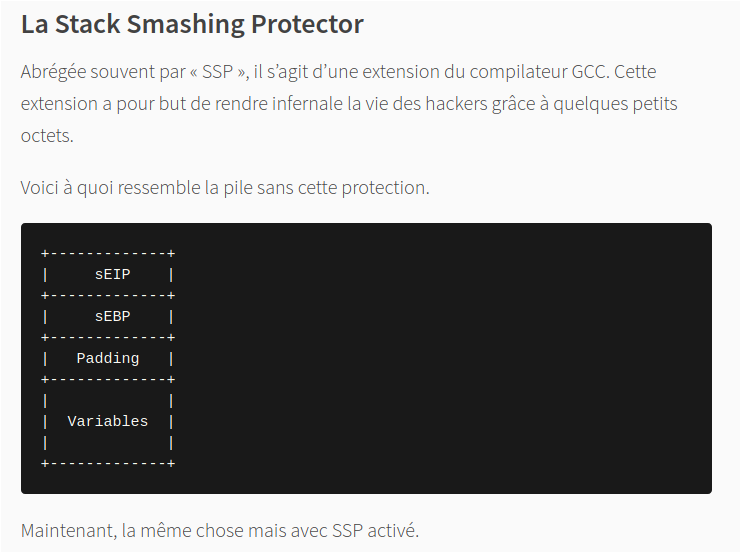 La Stack Smashing Protector
Abrégée souvent par « SSP », il s’agit d’une extension du compilateur GCC. Cette
extension a pour but de rendre infernale la vie des hackers grâce à quelques petits
octets.
Voici à quoi ressemble la pile sans cette protection.
+-------------+
|     sEIP    |
+-------------+
|     sEBP    |
+-------------+
|   Padding   |
+-------------+
|             |
|  Variables  |
|             |
+-------------+
Maintenant, la même chose mais avec SSP activé.